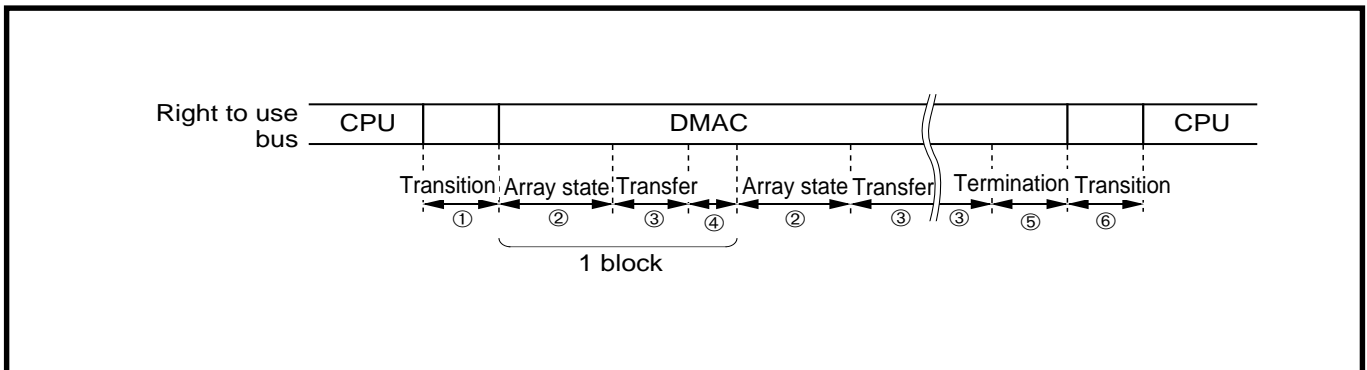 Right to use
bus
CPU
DMAC
CPU
Transition
Array state
Transfer
Array state
Transfer
Termination
Transition
①
②
③
④
②
③
③
⑤
⑥
1 block